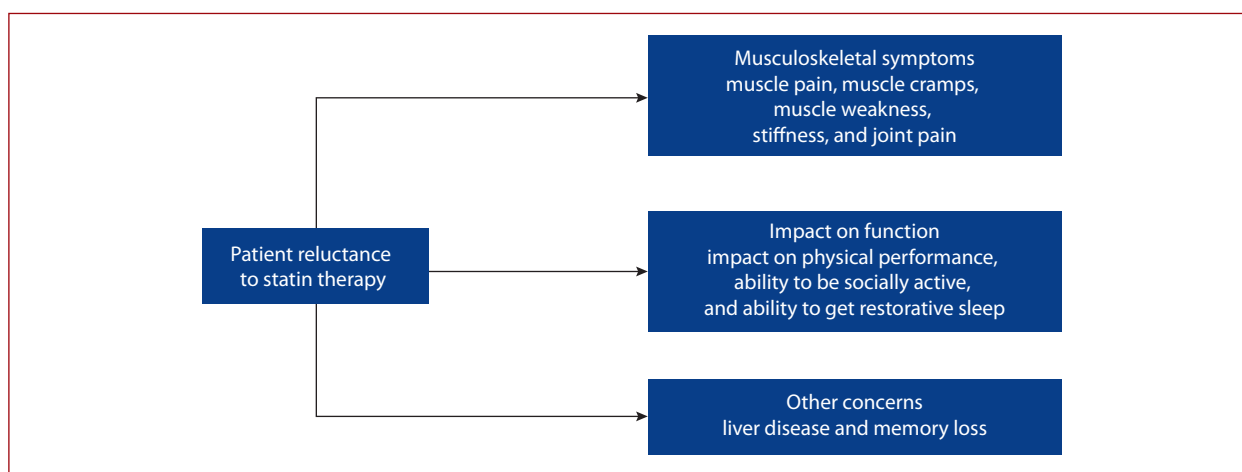 Musculoskeletal symptoms
muscle pain, muscle cramps,
muscle weakness,
stiffness, and joint pain
Patient reluctance
to statin therapy
Impact on function
impact on physical performance,
ability to be socially active,
and ability to get restorative sleep
Other concerns
liver disease and memory loss